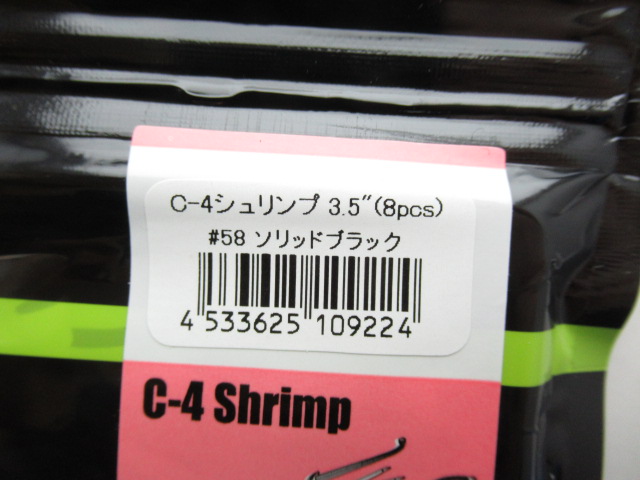 C-4シュリンプ 3.5″(8pcs)
#58 ソリッドブラック
4 533625 109224
C-4 Shrimp